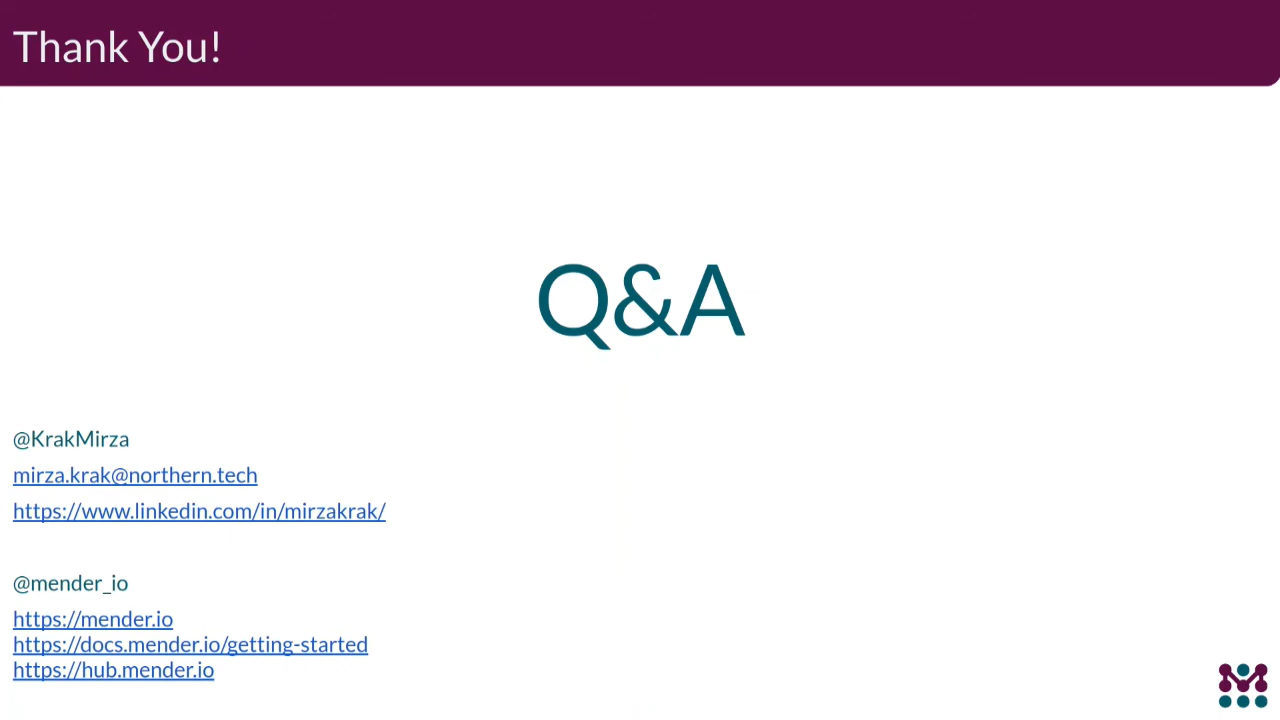 Thank You!
Q&A
@KrakMirza
mirza.krak@northern.tech
https://www.linkedin.com/in/mirzakrak/
@mender_io
https://mender.io
https://docs.mender.io/getting-started
https://hub.mender.io